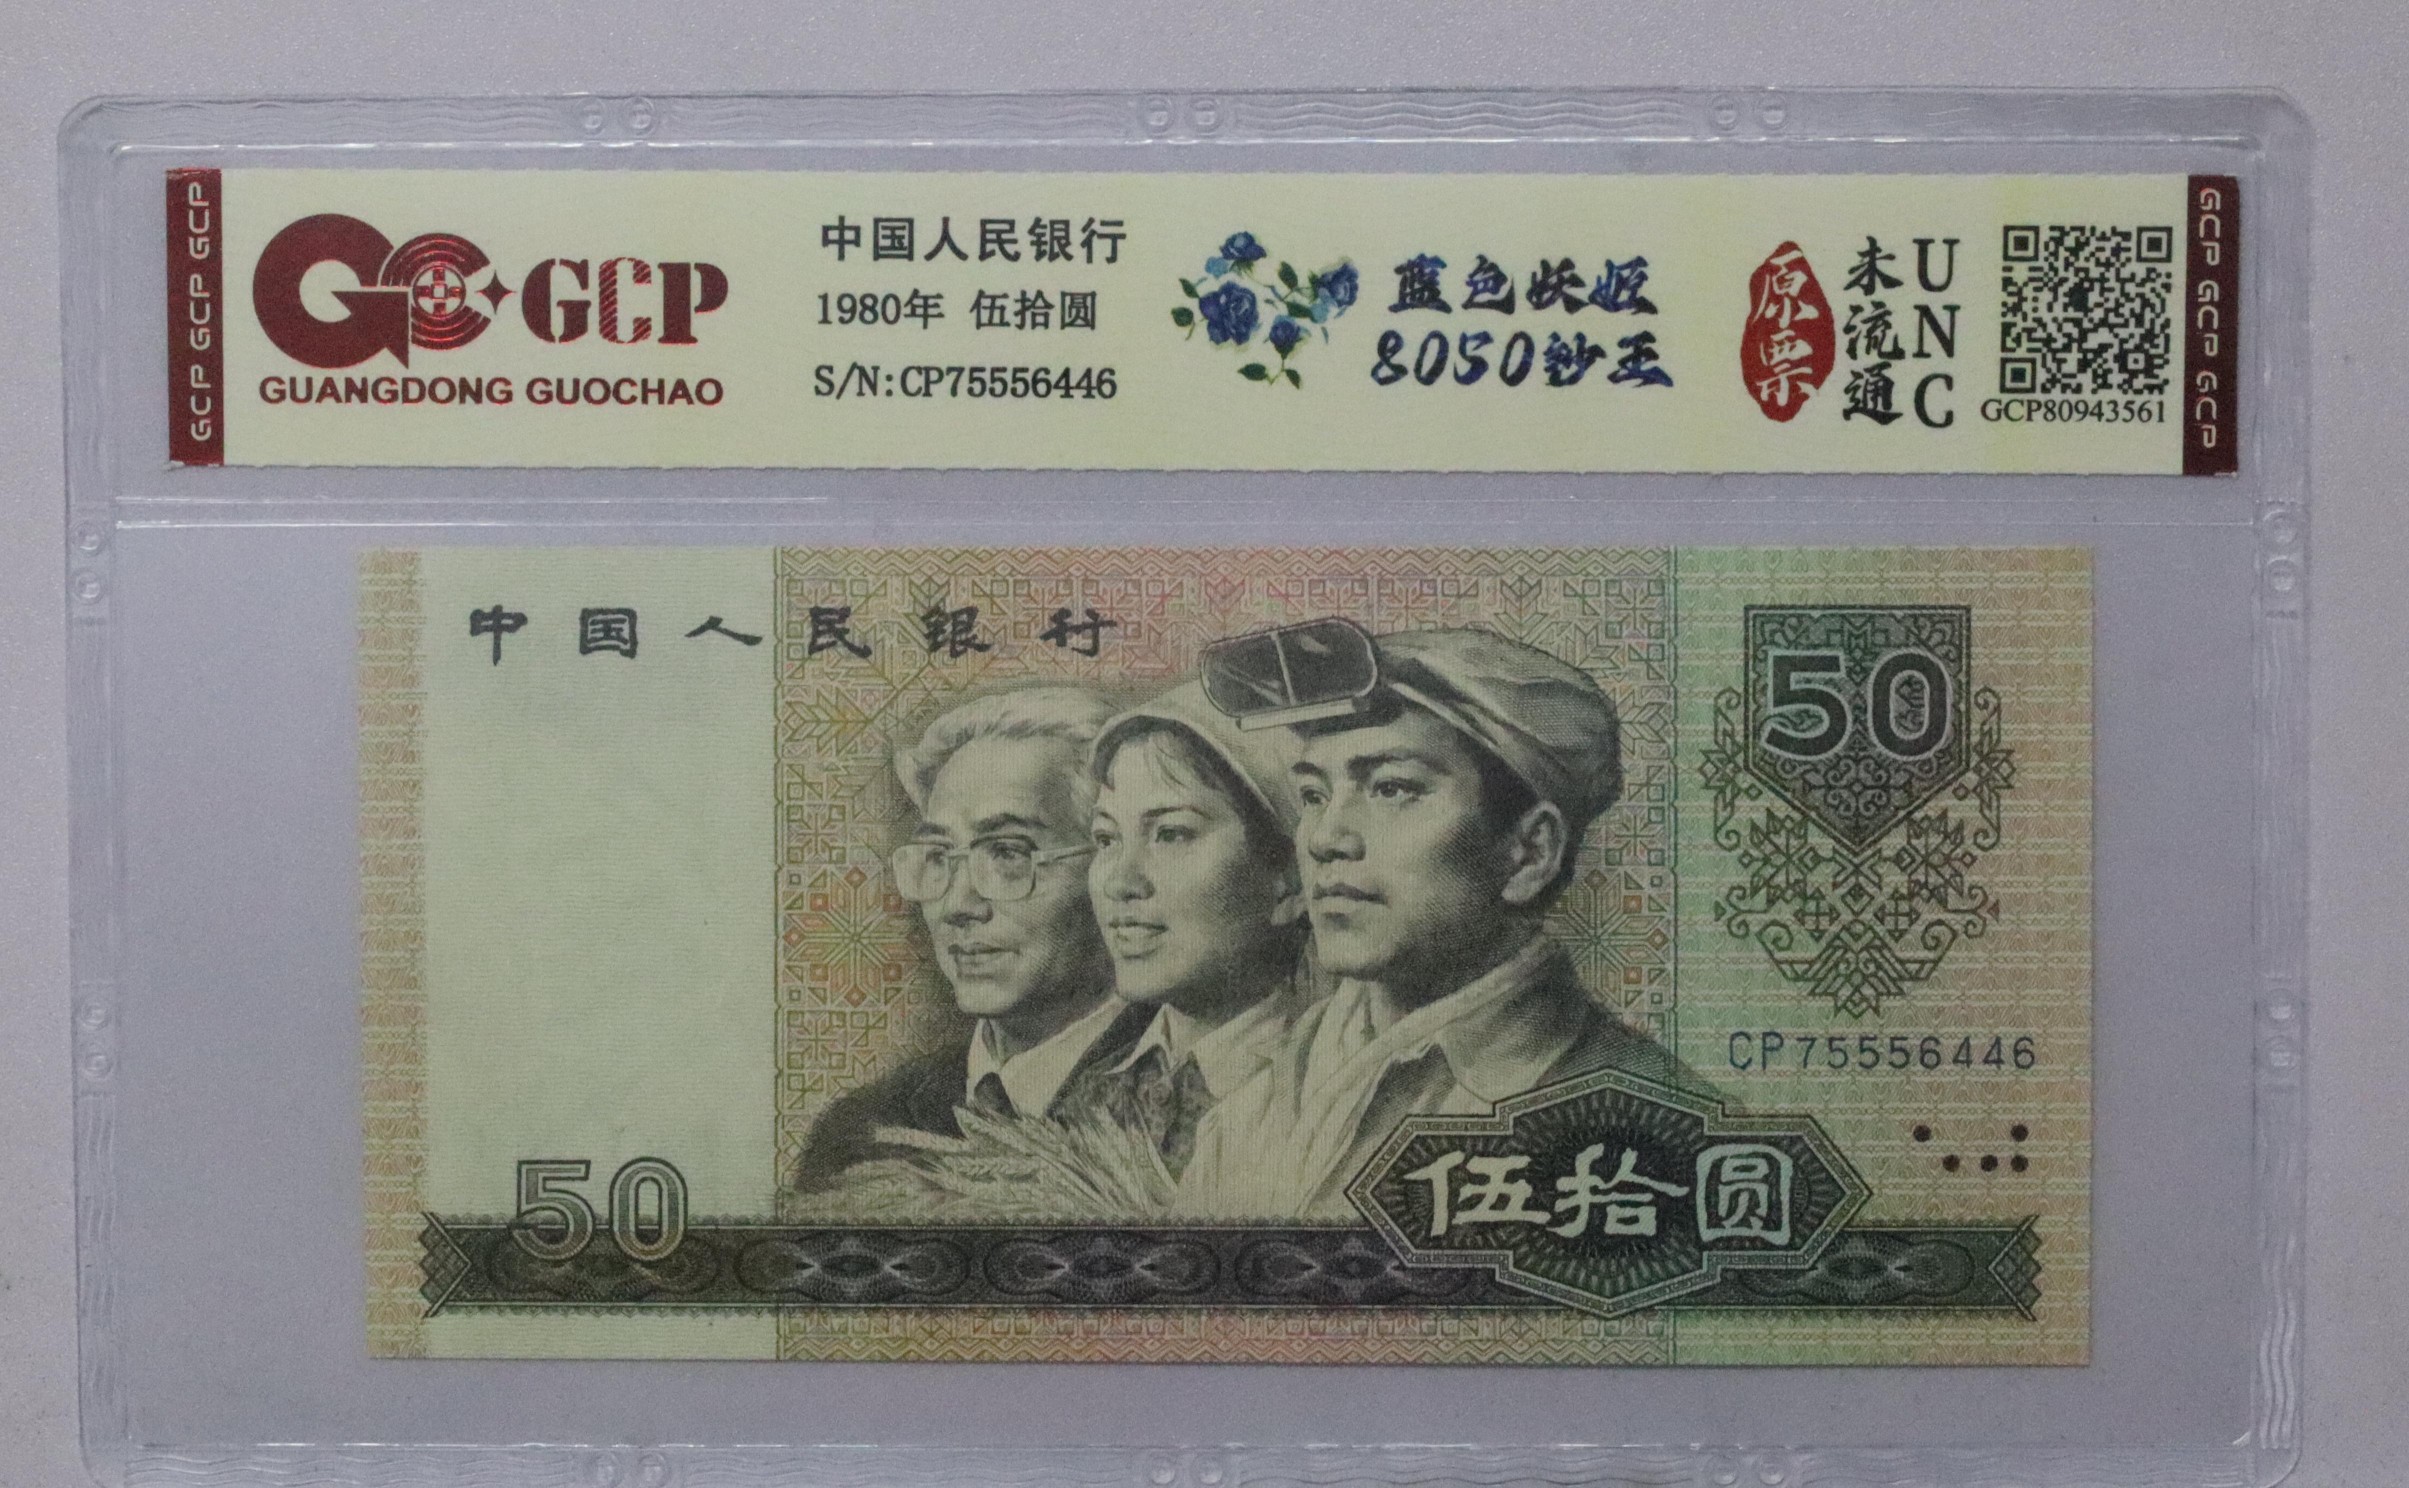 GCP GCP GCP
GCP
GUANGDONG GUOCHAO
中国人民银行
1980年 伍拾圆
S/N:CP75556446
蓝色妖姬
8050钞王
原票
未流通
UNC
GCP80943561
GCP GCP GCP
中国人民银行
50
CP75556446
50
伍拾圆